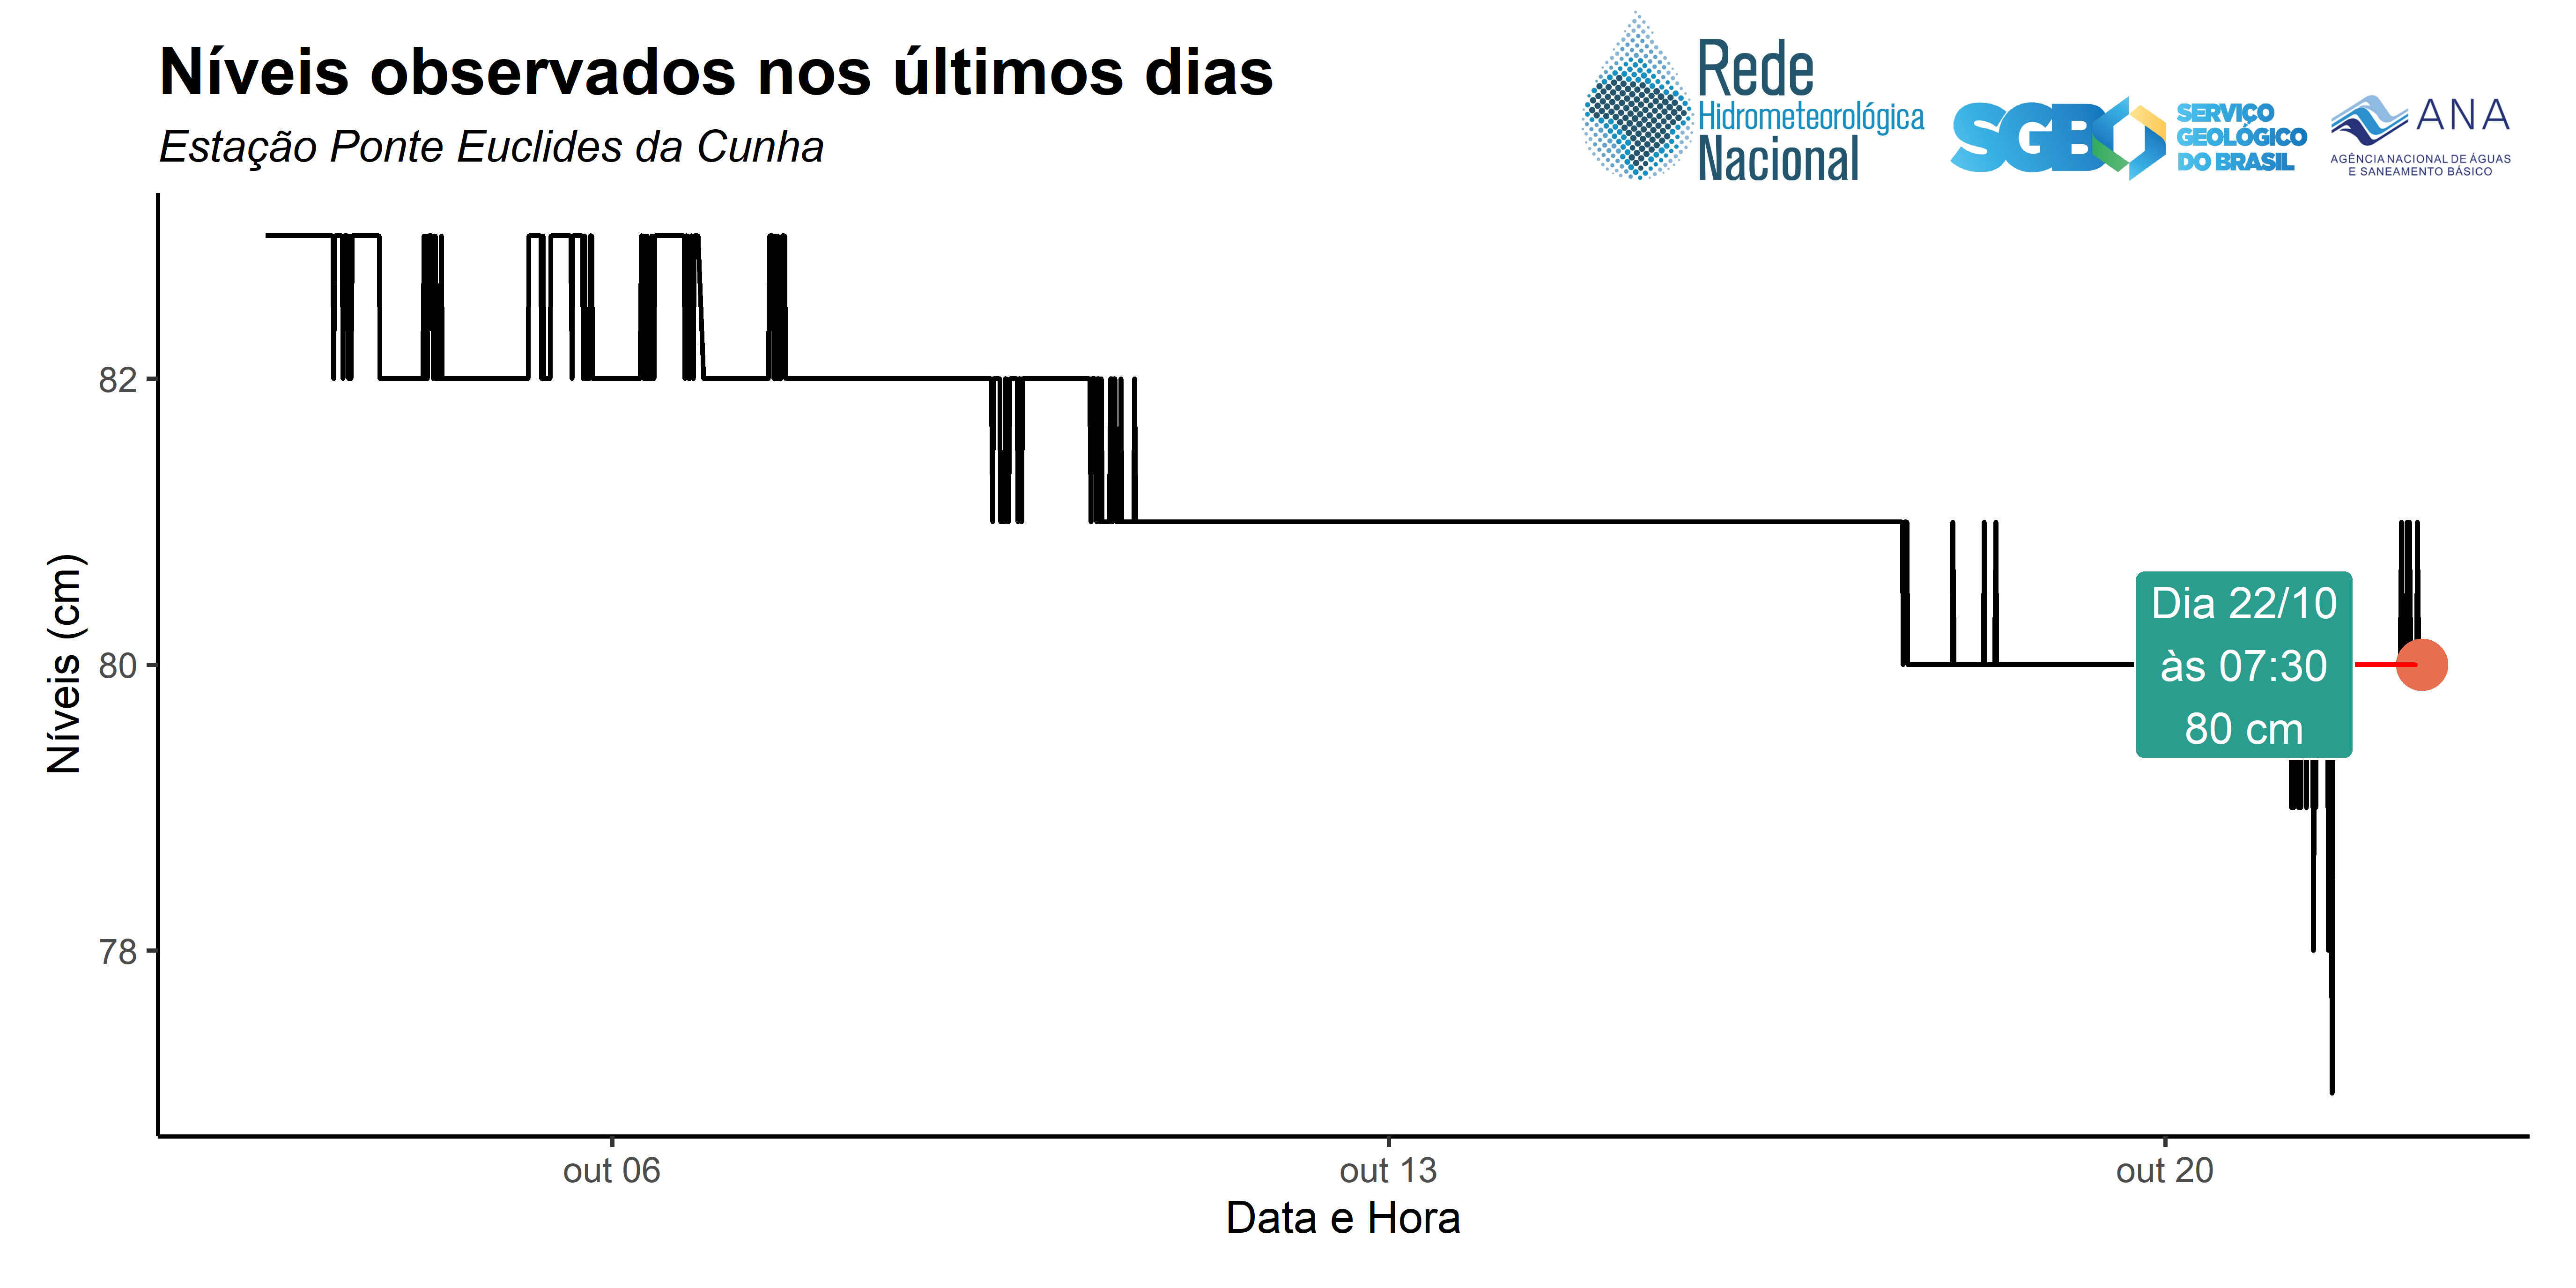 Níveis observados nos últimos dias
Estação Ponte Euclides da Cunha
Rede
Hidrometeorológica
Nacional
SGB
SERVIÇO
GEOLÓGICO
DO BRASIL
ANA
AGÊNCIA NACIONAL DE ÁGUAS
E SANEAMENTO BÁSICO
Níveis (cm)
82
80
78
Dia 22/10
às 07:30
80 cm
out 06
out 13
out 20
Data e Hora